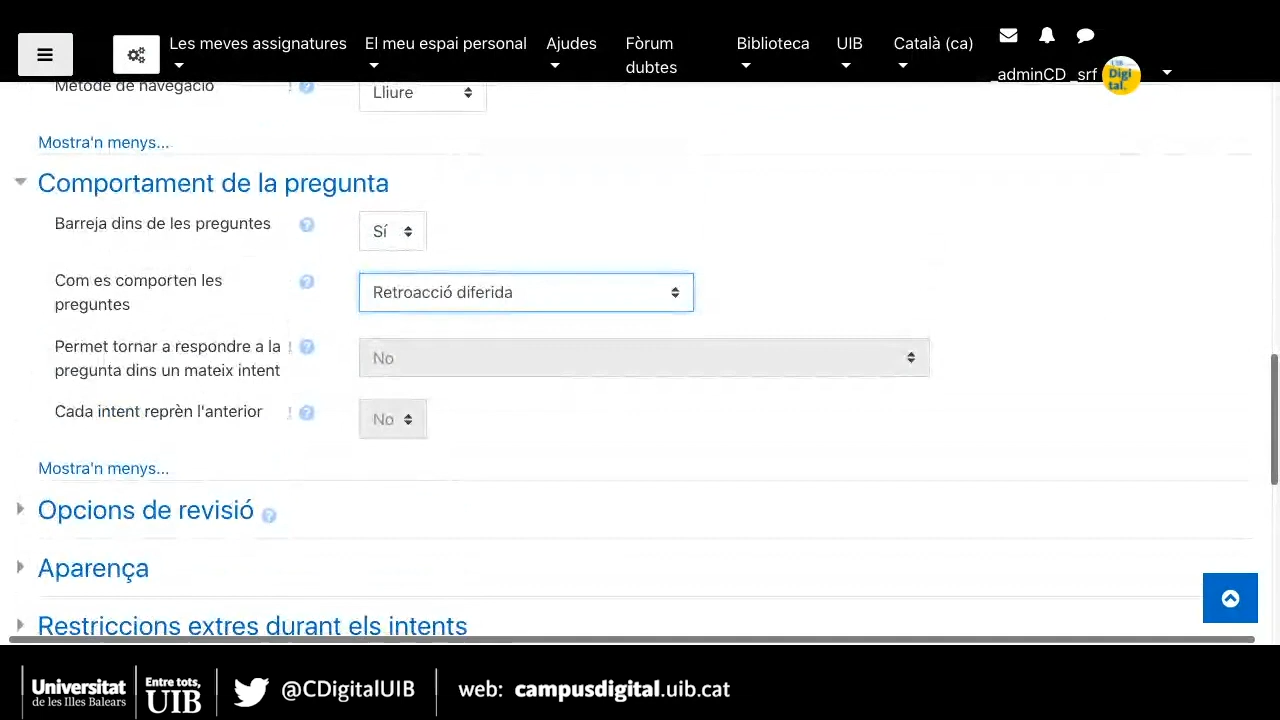 Les meves assignatures
El meu espai personal
Ajudes
Fòrum
dubtes
Biblioteca
UIB
Català (ca)
_adminCD _srf
Digi
tal.
Mètode de navegació
!
?
Lliure
Mostra'n menys...
Comportament de la pregunta
Barreja dins de les preguntes
?
Sí
Com es comporten les
preguntes
?
Retroacció diferida
Permet tornar a respondre a la
pregunta dins un mateix intent
!
?
No
Cada intent reprèn l'anterior
!
?
No
Mostra'n menys...
Opcions de revisió
?
Aparença
Restriccions extres durant els intents
Universitat
de les Illes Balears
Entre tots,
UIB
@CDigitalUIB
web: campusdigital.uib.cat